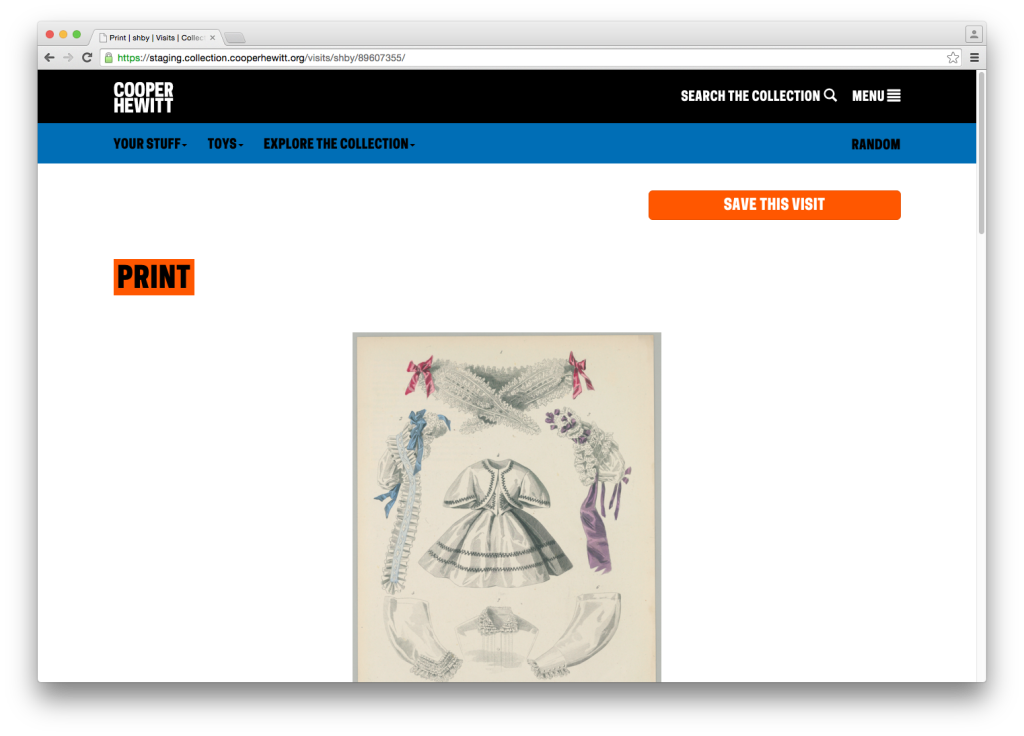 Print | shby | Visits | Collec
https://staging.collection.cooperhewitt.org/visits/shby/89607355/
COOPER
HEWITT
SEARCH THE COLLECTION
MENU
YOUR STUFF
TOYS
EXPLORE THE COLLECTION
RANDOM
SAVE THIS VISIT
PRINT